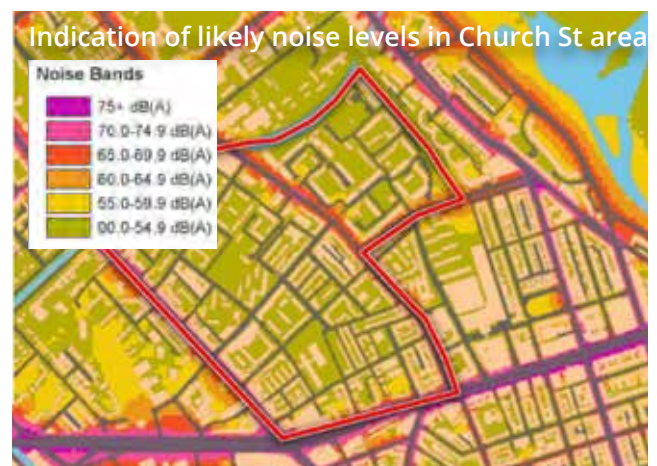 Indication of likely noise levels in Church St area
Noise Bands
75+ dB(A)
70.0-74.9 dB(A)
65.0-69.9 dB(A)
60.0-64.9 dB(A)
55.0-59.9 dB(A)
00.0-54.9 dB(A)